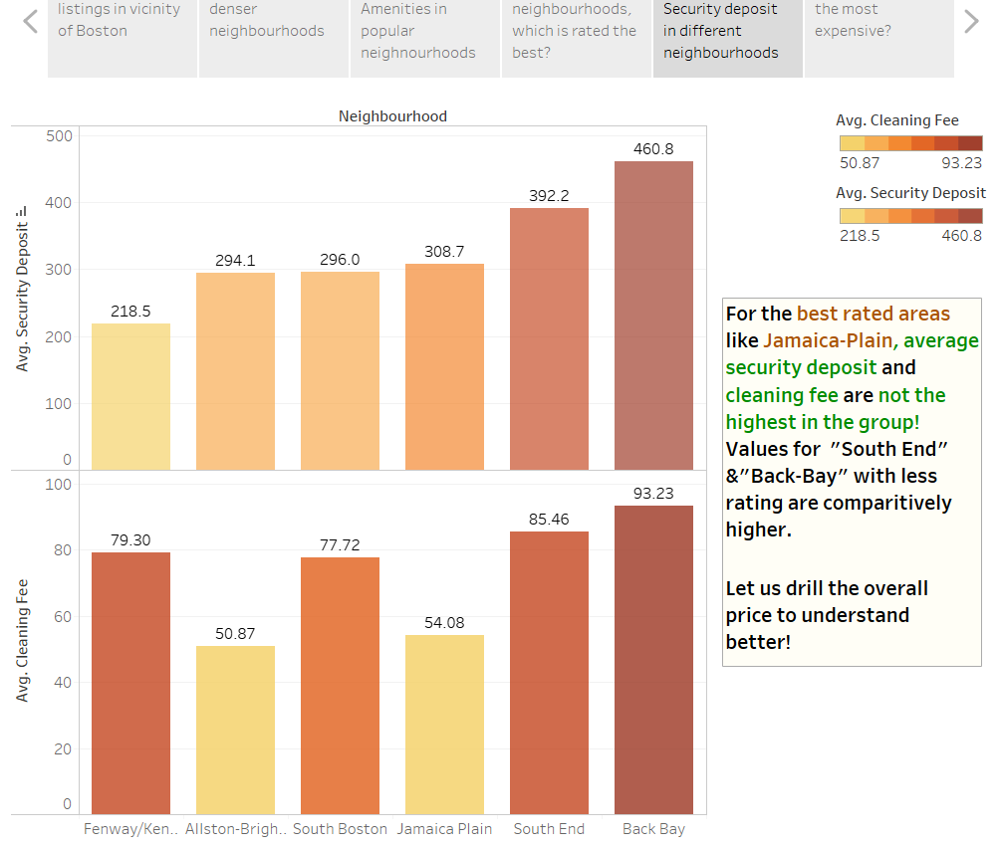 listings in vicinity
of Boston
denser
neighbourhoods
Amenities in
popular
neighnourhoods
neighbourhoods,
which is rated the
best?
Security deposit
in different
neighbourhoods
the most
expensive?
Neighbourhood
Avg. Security Deposit
500
400
300
200
100
0
218.5
294.1
296.0
308.7
392.2
460.8
Avg. Cleaning Fee
100
80
60
40
20
0
79.30
50.87
77.72
54.08
85.46
93.23
Fenway/Ken..
Allston-Brigh..
South Boston
Jamaica Plain
South End
Back Bay
Avg. Cleaning Fee
50.87 93.23
Avg. Security Deposit
218.5 460.8
For the best rated areas
like Jamaica-Plain, average
security deposit and
cleaning fee are not the
highest in the group!
Values for "South End"
&"Back-Bay" with less
rating are comparitively
higher.
Let us drill the overall
price to understand
better!